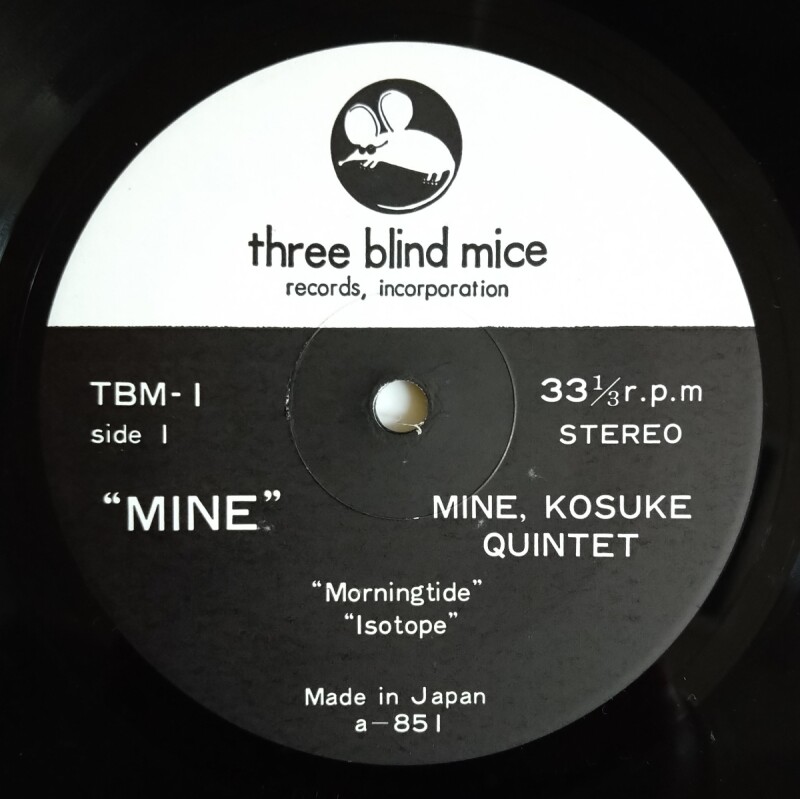 three blind mice
records, incorporation
TBM-1
33⅓r.p.m
side 1
STEREO
“MINE”
MINE, KOSUKE
QUINTET
“Morningtide”
“Isotope”
Made in Japan
a-851